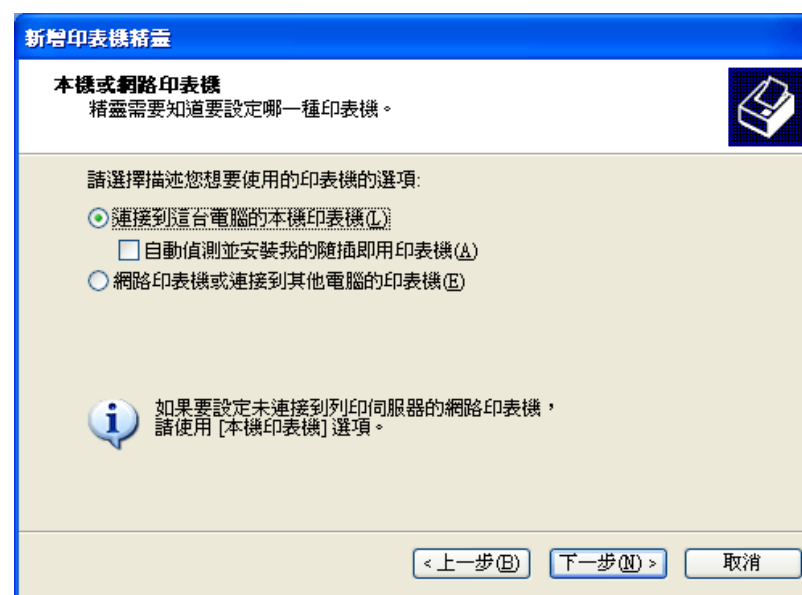 新增印表機精靈
本機或網路印表機
精靈需要知道要設定哪一種印表機。
請選擇描述您想要使用的印表機的選項:
連接到這台電腦的本機印表機(L)
自動偵測並安裝我的隨插即用印表機(A)
網路印表機或連接到其他電腦的印表機(E)
如果要設定未連接到列印伺服器的網路印表機，
請使用 [本機印表機] 選項。
< 上一步(B) 下一步(N) > 取消